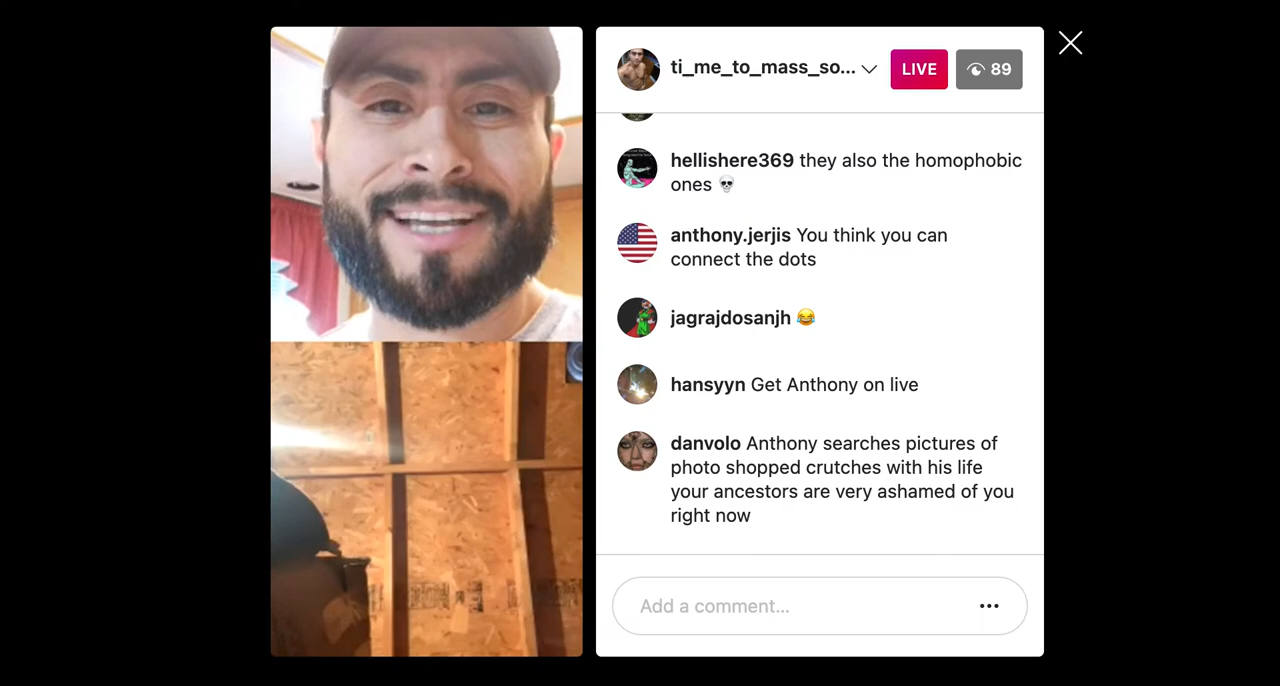 ti_me_to_mass_so... LIVE 89
hellishere369 they also the homophobic
ones 💀
anthony.jerjis You think you can
connect the dots
jagrajdosanjh 😂
hansyyn Get Anthony on live
danvolo Anthony searches pictures of
photo shopped crutches with his life
your ancestors are very ashamed of you
right now
Add a comment...